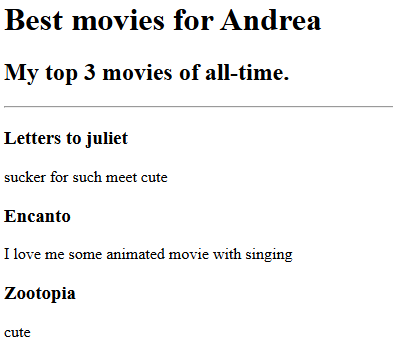 Best movies for Andrea
My top 3 movies of all-time.
Letters to juliet
sucker for such meet cute
Encanto
I love me some animated movie with singing
Zootopia
cute